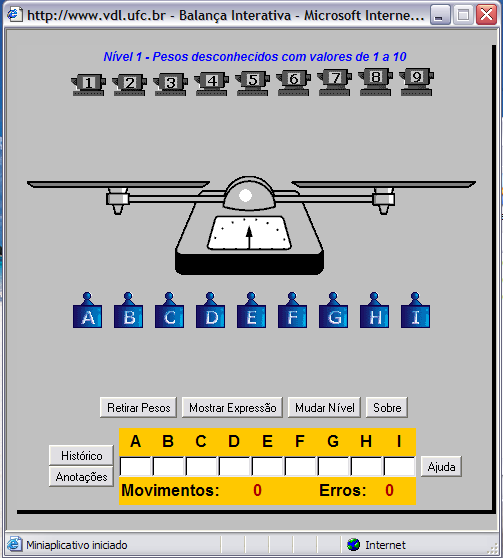 http://www.vdl.ufc.br - Balança Interativa - Microsoft Interne...
Nível 1 - Pesos desconhecidos com valores de 1 a 10
1 2 3 4 5 6 7 8 9
A B C D E F G H I
Retirar Pesos Mostrar Expressão Mudar Nível Sobre
A B C D E F G H I
Histórico
Anotações
Ajuda
Movimentos: 0 Erros: 0
Miniaplicativo iniciado Internet